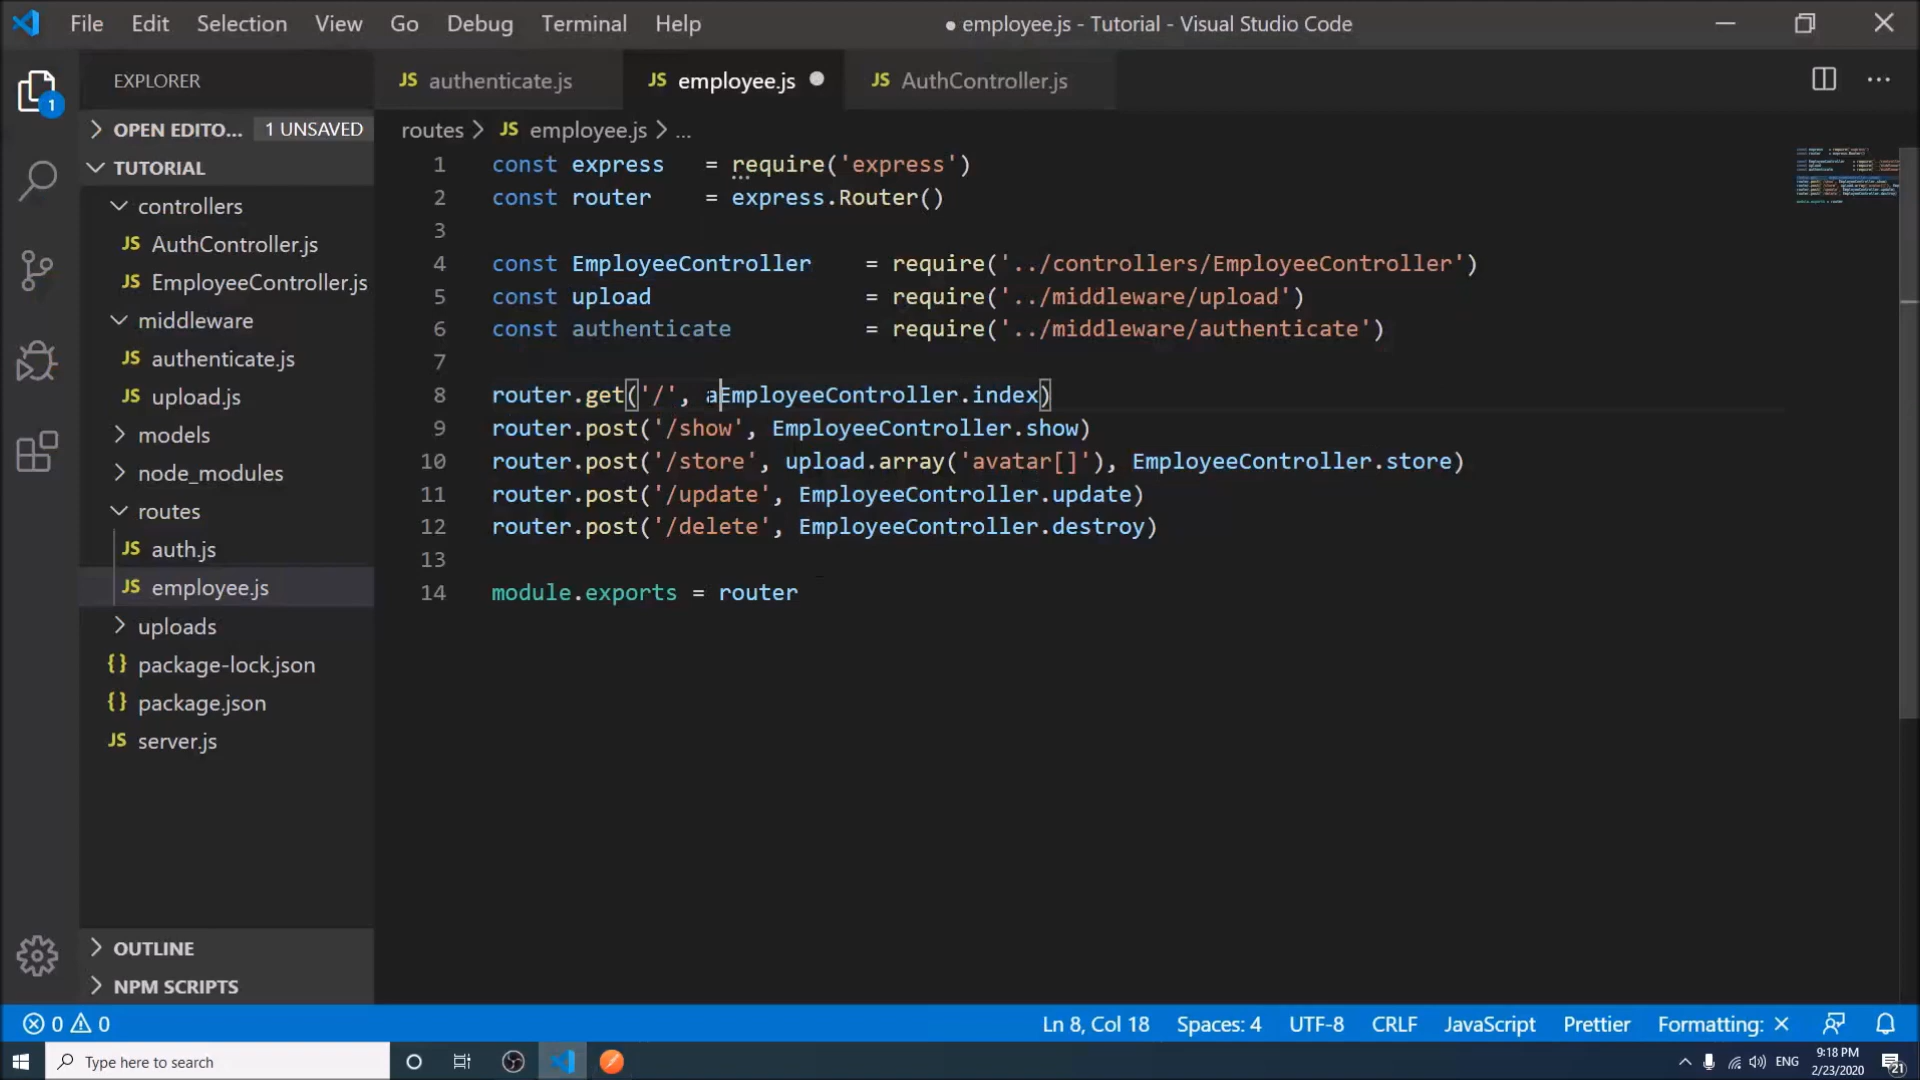 File Edit Selection View Go Debug Terminal Help ● employee.js - Tutorial - Visual Studio Code
EXPLORER
1
OPEN EDITO... 1 UNSAVED
TUTORIAL
controllers
JS AuthController.js
JS EmployeeController.js
middleware
JS authenticate.js
JS upload.js
models
node_modules
routes
JS auth.js
JS employee.js
uploads
{} package-lock.json
{} package.json
JS server.js
OUTLINE
NPM SCRIPTS
JS authenticate.js JS employee.js ● JS AuthController.js
routes > JS employee.js > ...
1 const express = require('express')
2 const router = express.Router()
3
4 const EmployeeController = require('../controllers/EmployeeController')
5 const upload = require('../middleware/upload')
6 const authenticate = require('../middleware/authenticate')
7
8 router.get('/', aEmployeeController.index)
9 router.post('/show', EmployeeController.show)
10 router.post('/store', upload.array('avatar[]'), EmployeeController.store)
11 router.post('/update', EmployeeController.update)
12 router.post('/delete', EmployeeController.destroy)
13
14 module.exports = router
0 0 Ln 8, Col 18 Spaces: 4 UTF-8 CRLF JavaScript Prettier Formatting: ×
Type here to search ENG 9:18 PM
2/23/2020 21